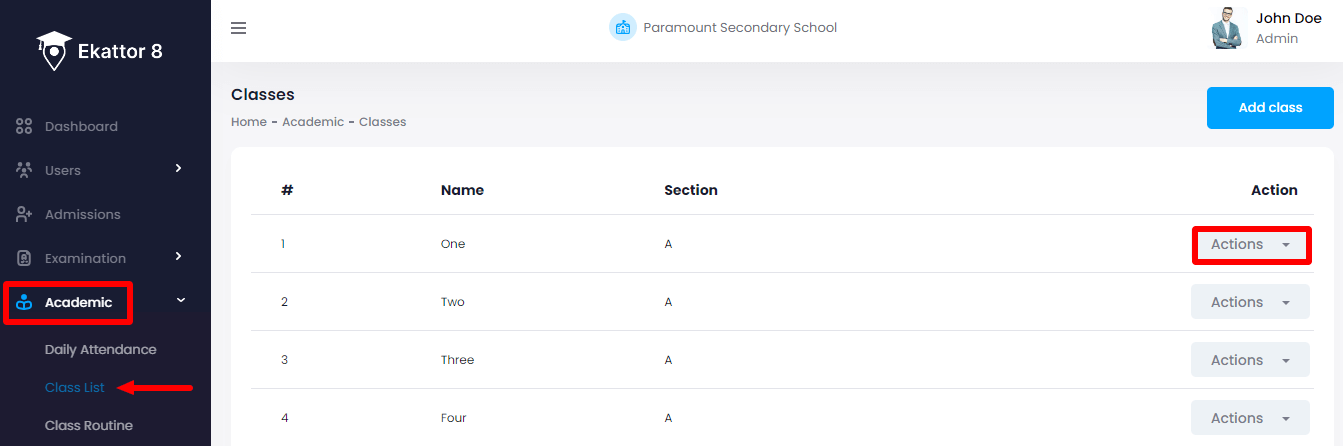 Ekattor 8
Paramount Secondary School
John Doe
Admin
Dashboard
Users
Admissions
Examination
Academic
Daily Attendance
Class List
Class Routine
Classes
Home - Academic - Classes
Add class
# Name Section Action
1 One A Actions
2 Two A Actions
3 Three A Actions
4 Four A Actions